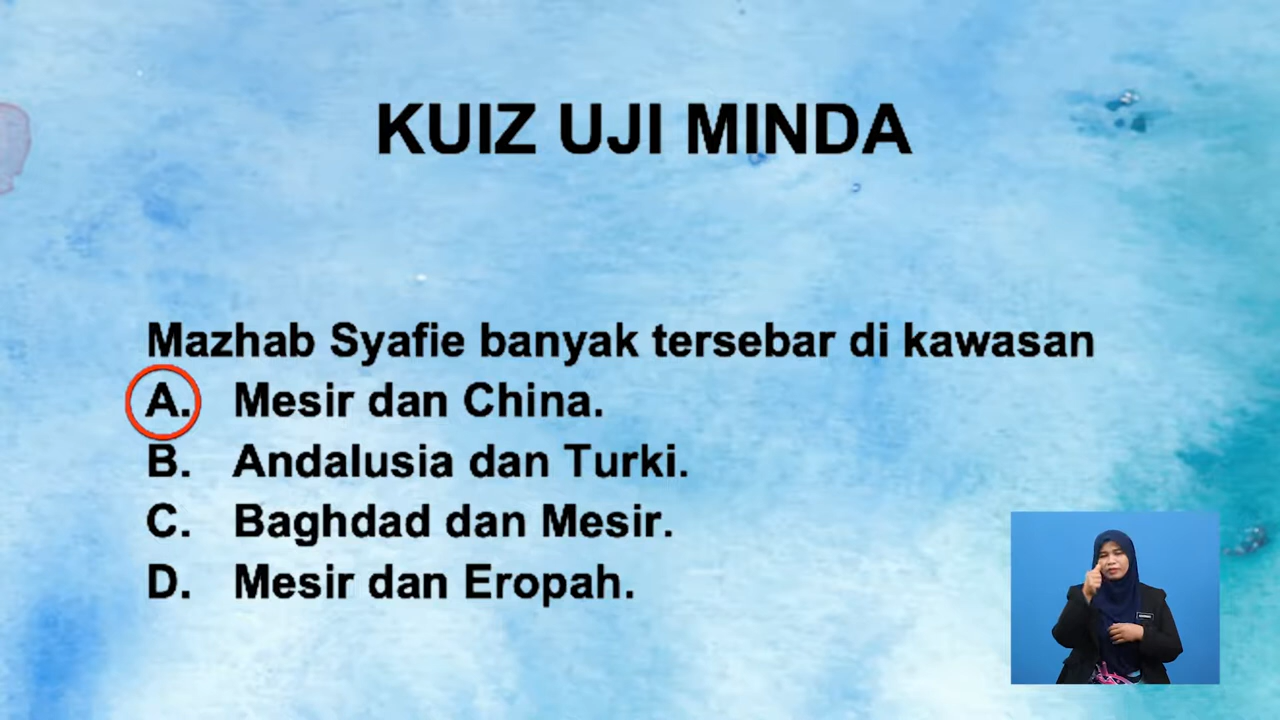 KUIZ UJI MINDA
Mazhab Syafie banyak tersebar di kawasan
A. Mesir dan China.
B. Andalusia dan Turki.
C. Baghdad dan Mesir.
D. Mesir dan Eropah.